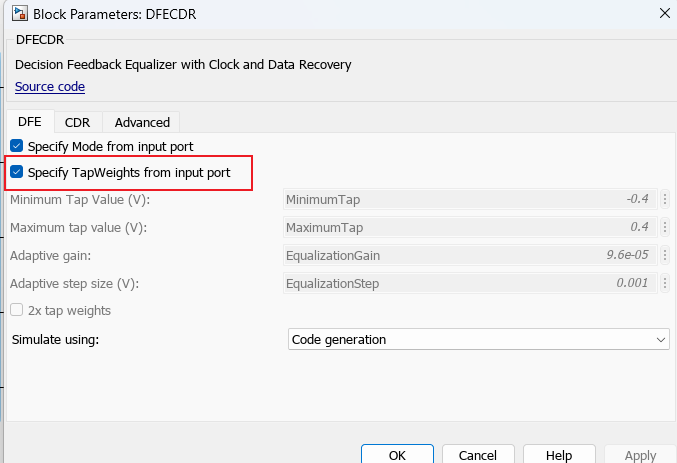 Block Parameters: DFECDR
DFECDR
Decision Feedback Equalizer with Clock and Data Recovery
Source code
DFE CDR Advanced
Specify Mode from input port
Specify TapWeights from input port
Minimum Tap Value (V): MinimumTap -0.4
Maximum tap value (V): MaximumTap 0.4
Adaptive gain: EqualizationGain 9.6e-05
Adaptive step size (V): EqualizationStep 0.001
2x tap weights
Simulate using: Code generation
OK Cancel Help Apply